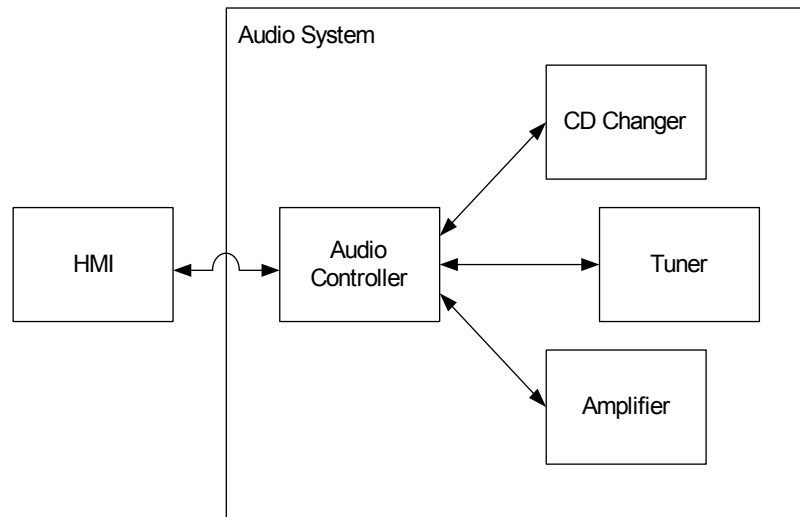 Audio System
CD Changer
HMI
Audio
Controller
Tuner
Amplifier